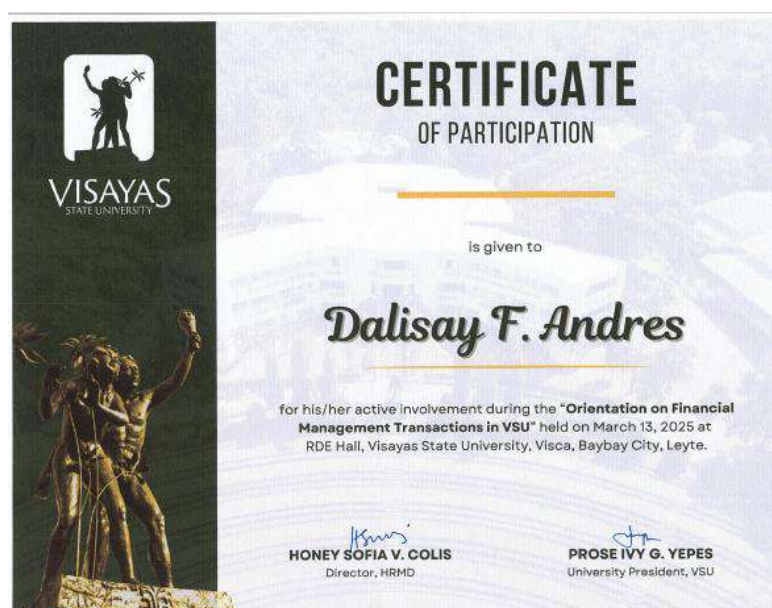 VISAYAS
STATE UNIVERSITY
CERTIFICATE
OF PARTICIPATION
is given to
Dalisay F. Andres
for his/her active involvement during the "Orientation on Financial
Management Transactions in VSU" held on March 13, 2025 at
RDE Hall, Visayas State University, Visca, Baybay City, Leyte.
HONEY SOFIA V. COLIS
Director, HRMD
PROSE IVY G. YEPES
University President, VSU